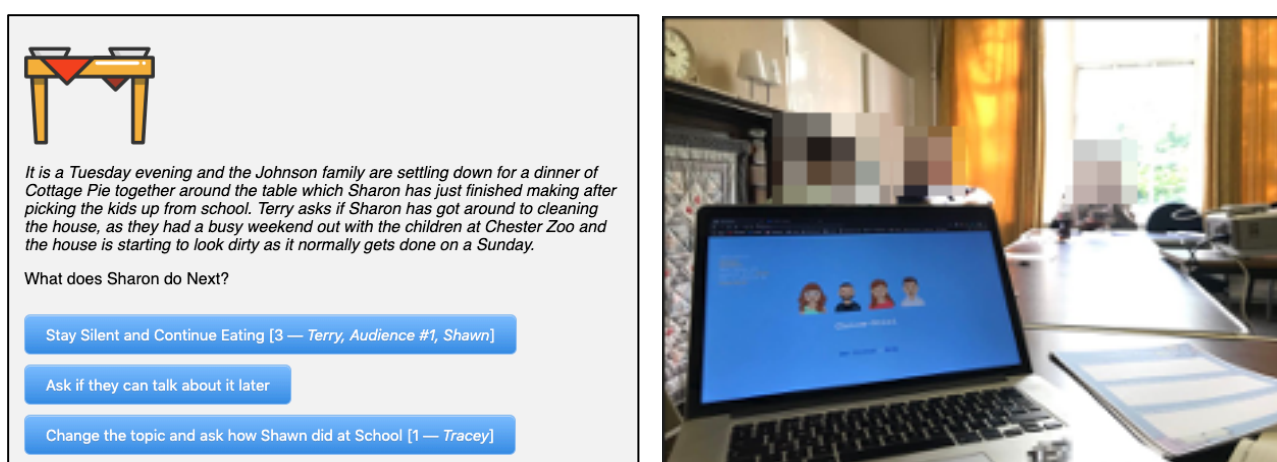 It is a Tuesday evening and the Johnson family are settling down for a dinner of
Cottage Pie together around the table which Sharon has just finished making after
picking the kids up from school. Terry asks if Sharon has got around to cleaning
the house, as they had a busy weekend out with the children at Chester Zoo and
the house is starting to look dirty as it normally gets done on a Sunday.
What does Sharon do Next?
Stay Silent and Continue Eating [3 — Terry, Audience #1, Shawn]
Ask if they can talk about it later
Change the topic and ask how Shawn did at School [1 — Tracey]